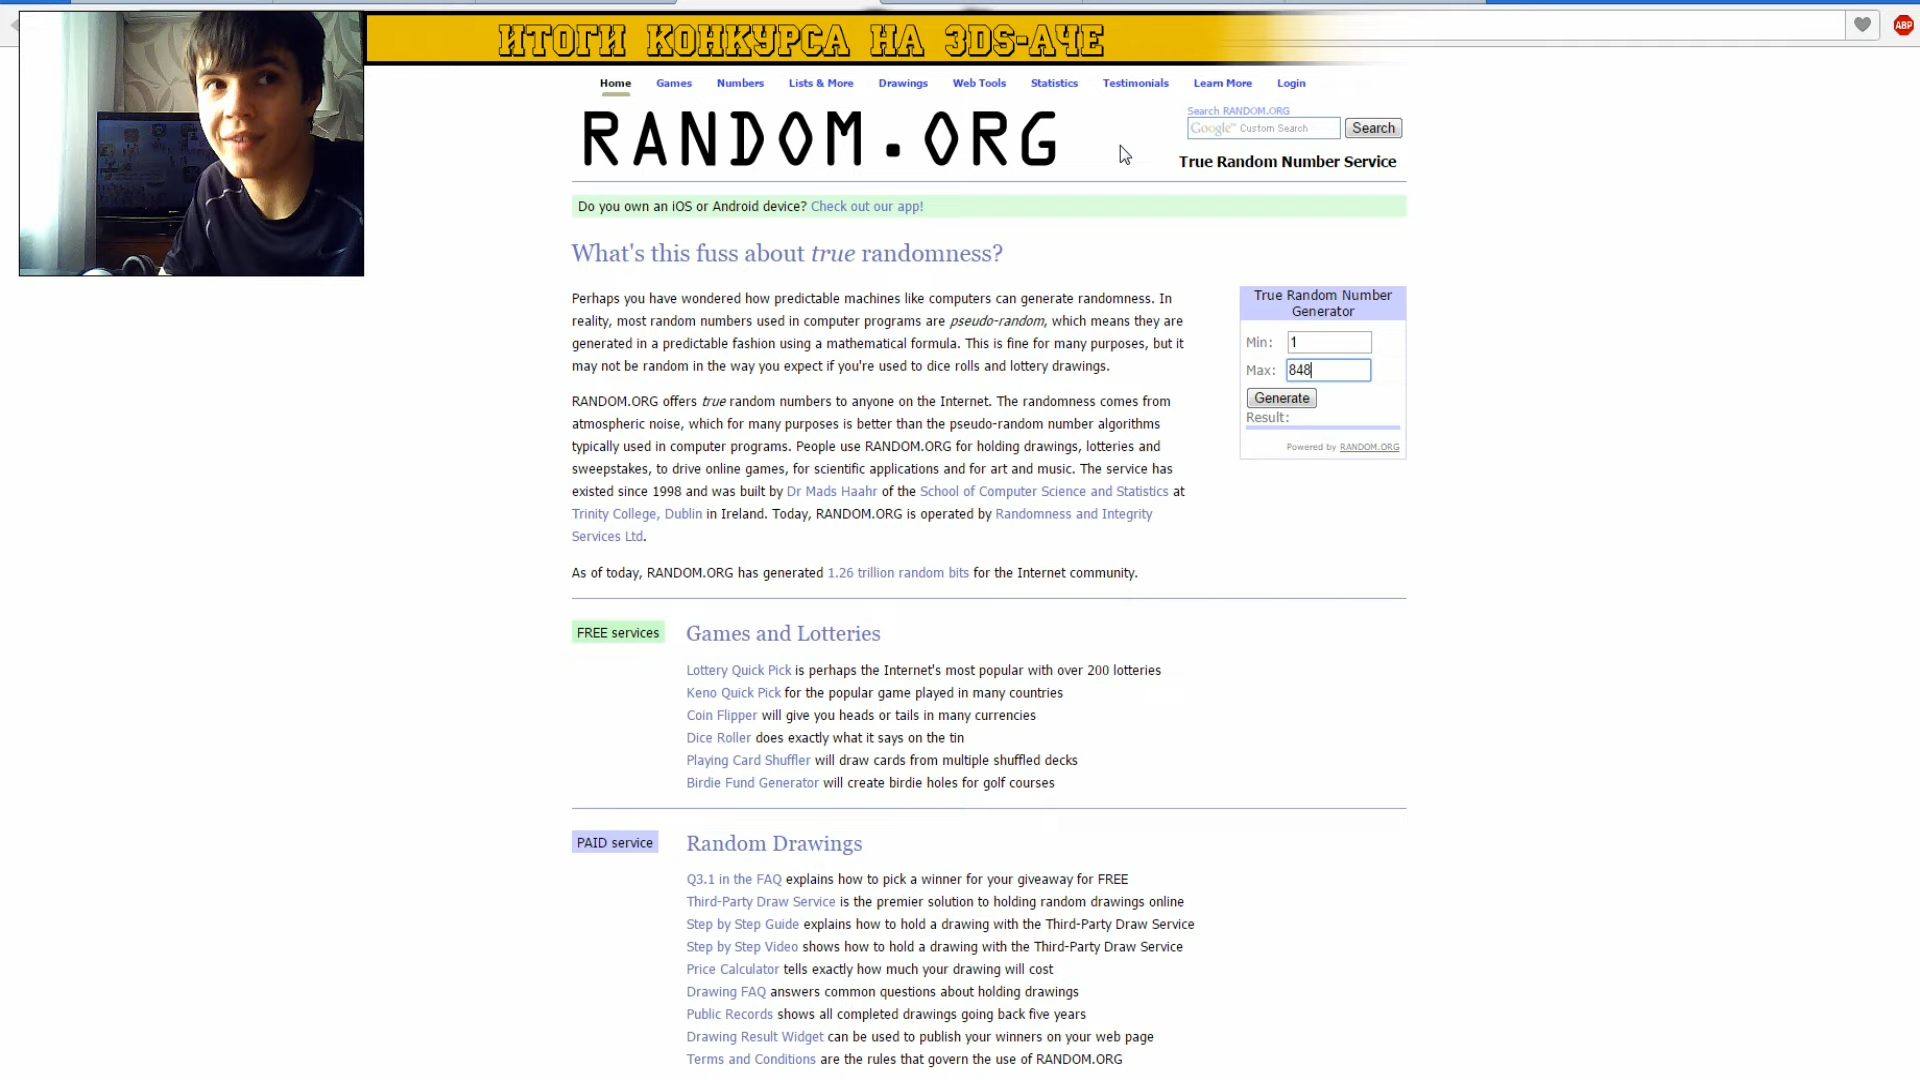 ИТОГИ КОНКУРСА НА 3DS-АЧЕ
ABP
Home Games Numbers Lists & More Drawings Web Tools Statistics Testimonials Learn More Login
RANDOM.ORG
Search RANDOM.ORG
Google™ Custom Search Search
True Random Number Service
Do you own an iOS or Android device? Check out our app!
What's this fuss about true randomness?
Perhaps you have wondered how predictable machines like computers can generate randomness. In
reality, most random numbers used in computer programs are pseudo-random, which means they are
generated in a predictable fashion using a mathematical formula. This is fine for many purposes, but it
may not be random in the way you expect if you're used to dice rolls and lottery drawings.
RANDOM.ORG offers true random numbers to anyone on the Internet. The randomness comes from
atmospheric noise, which for many purposes is better than the pseudo-random number algorithms
typically used in computer programs. People use RANDOM.ORG for holding drawings, lotteries and
sweepstakes, to drive online games, for scientific applications and for art and music. The service has
existed since 1998 and was built by Dr Mads Haahr of the School of Computer Science and Statistics at
Trinity College, Dublin in Ireland. Today, RANDOM.ORG is operated by Randomness and Integrity
Services Ltd.
As of today, RANDOM.ORG has generated 1.26 trillion random bits for the Internet community.
True Random Number
Generator
Min: 1
Max: 848
Generate
Result:
Powered by RANDOM.ORG
FREE services
Games and Lotteries
Lottery Quick Pick is perhaps the Internet's most popular with over 200 lotteries
Keno Quick Pick for the popular game played in many countries
Coin Flipper will give you heads or tails in many currencies
Dice Roller does exactly what it says on the tin
Playing Card Shuffler will draw cards from multiple shuffled decks
Birdie Fund Generator will create birdie holes for golf courses
PAID service
Random Drawings
Q3.1 in the FAQ explains how to pick a winner for your giveaway for FREE
Third-Party Draw Service is the premier solution to holding random drawings online
Step by Step Guide explains how to hold a drawing with the Third-Party Draw Service
Step by Step Video shows how to hold a drawing with the Third-Party Draw Service
Price Calculator tells exactly how much your drawing will cost
Drawing FAQ answers common questions about holding drawings
Public Records shows all completed drawings going back five years
Drawing Result Widget can be used to publish your winners on your web page
Terms and Conditions are the rules that govern the use of RANDOM.ORG